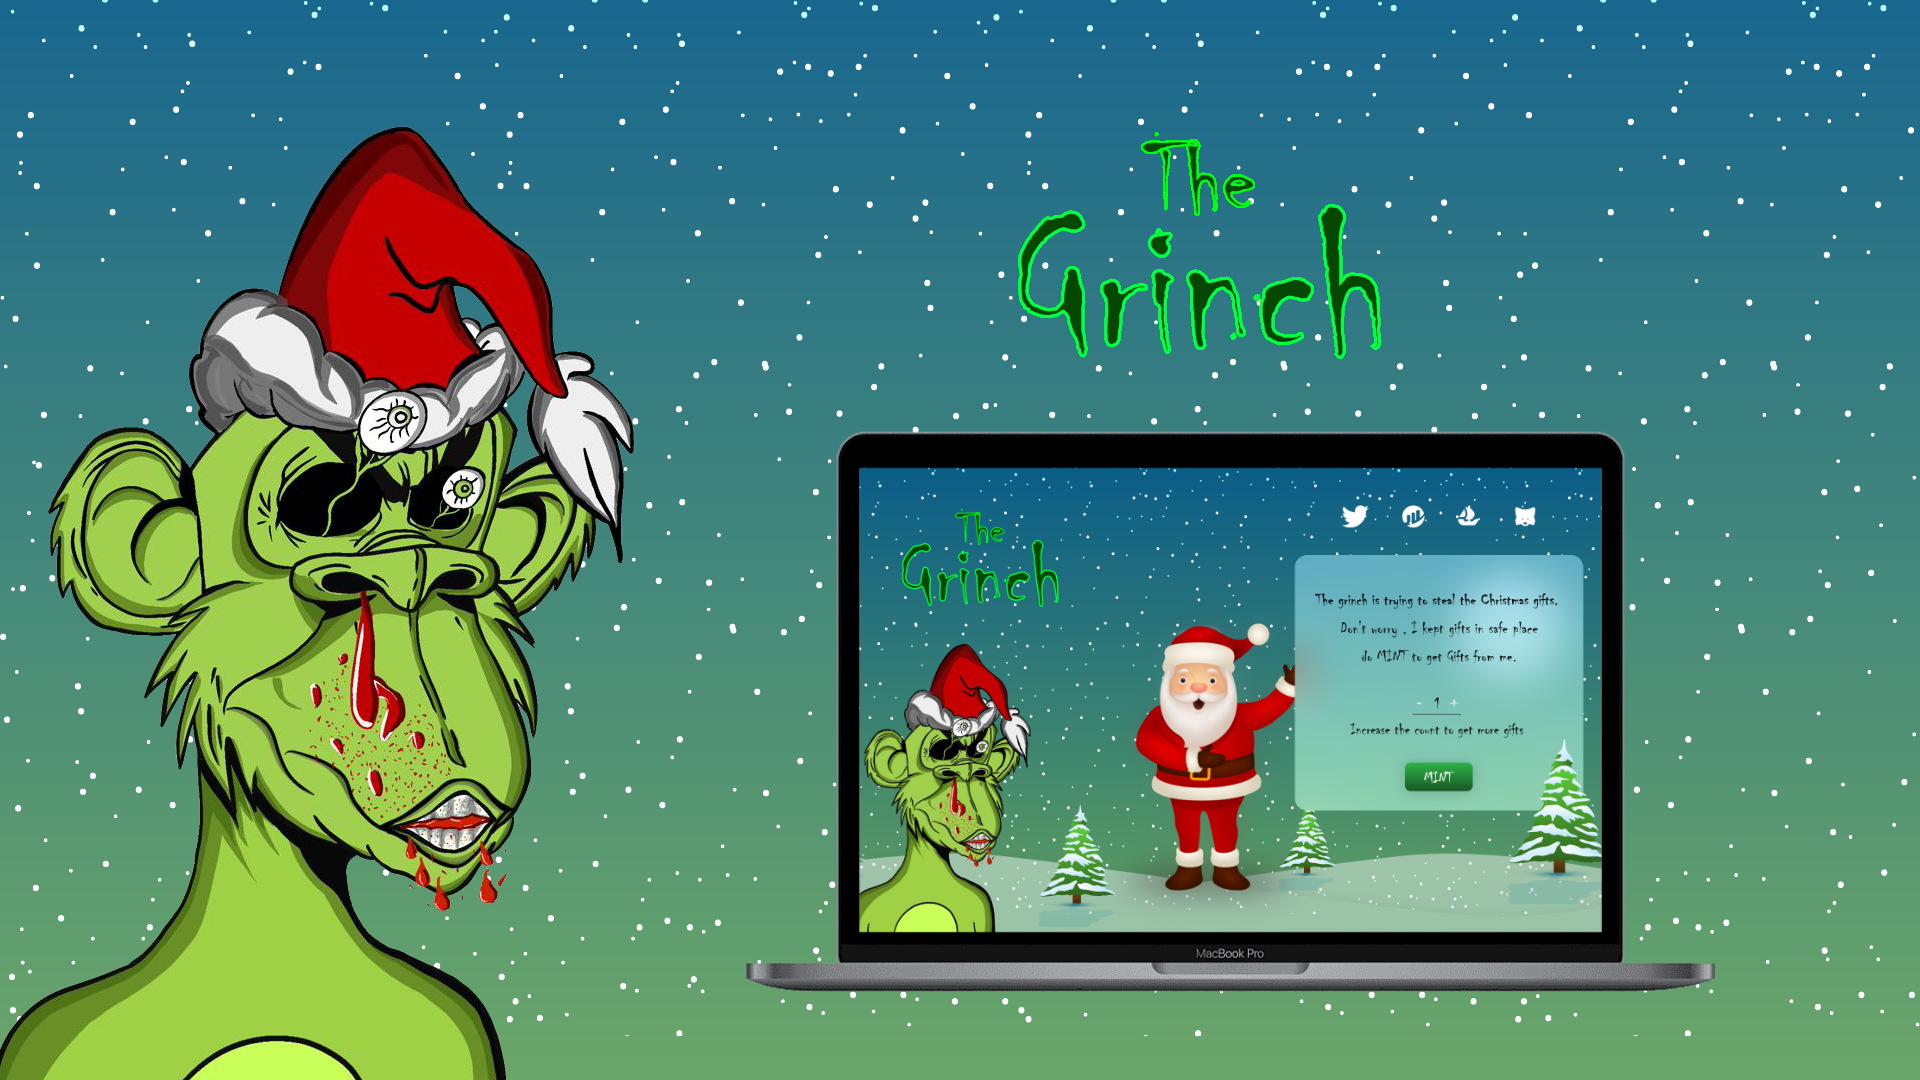 The
Grinch
The
Grinch
The grinch is trying to steal the Christmas gifts.
Don't worry , I kept gifts in safe place
do MINT to get Gifts from me.
- 1 +
Increase the count to get more gifts
MINT
MacBook Pro